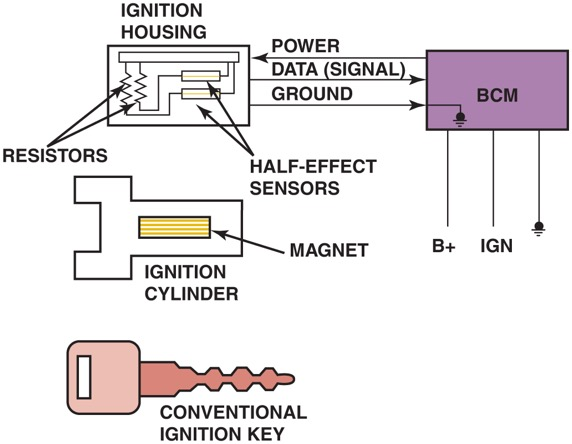 IGNITION
HOUSING
POWER
DATA (SIGNAL)
GROUND
BCM
RESISTORS
HALF-EFFECT
SENSORS
B+
IGN
MAGNET
IGNITION
CYLINDER
CONVENTIONAL
IGNITION KEY